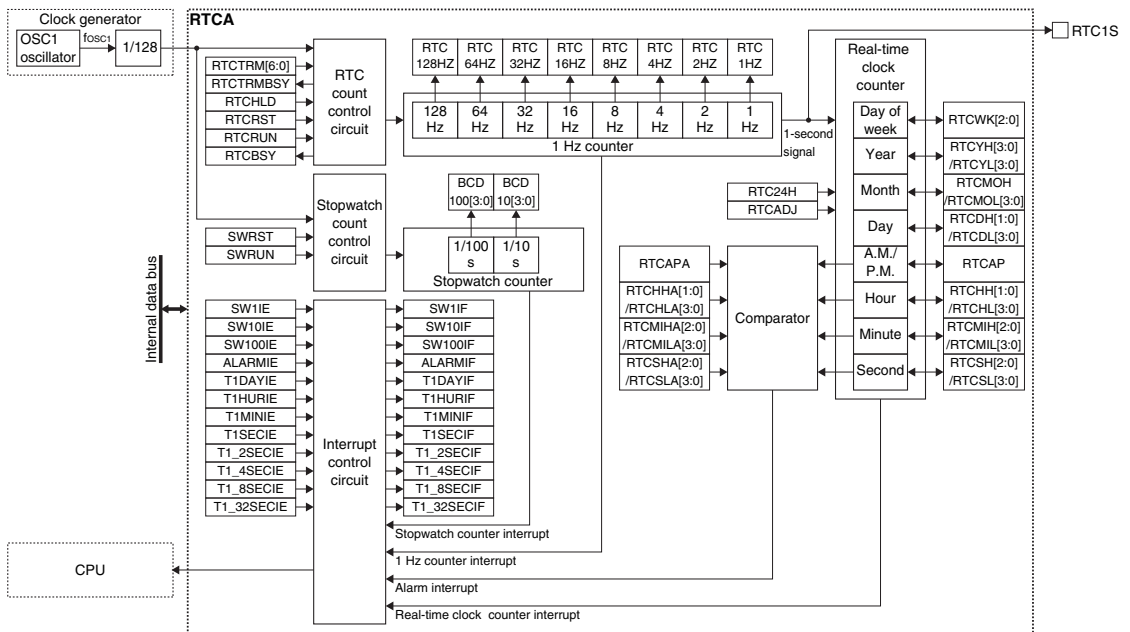 Clock generator
OSC1
oscillator
fOSC1
1/128
RTCA
RTCTRM[6:0]
RTCTRMBSY
RTCHLD
RTCRST
RTCRUN
RTCBSY
RTC
count
control
circuit
RTC
128HZ
RTC
64HZ
RTC
32HZ
RTC
16HZ
RTC
8HZ
RTC
4HZ
RTC
2HZ
RTC
1HZ
128
Hz
64
Hz
32
Hz
16
Hz
8
Hz
4
Hz
2
Hz
1
Hz
1 Hz counter
1-second
signal
RTC1S
Real-time
clock
counter
Day of
week
Year
Month
Day
A.M./
P.M.
Hour
Minute
Second
RTCWK[2:0]
RTCYH[3:0]
/RTCYL[3:0]
RTCMOH
/RTCMOL[3:0]
RTCDH[1:0]
/RTCDL[3:0]
RTCAP
RTCHH[1:0]
/RTCHL[3:0]
RTCMIH[2:0]
/RTCMIL[3:0]
RTCSH[2:0]
/RTCSL[3:0]
RTC24H
RTCADJ
SWRST
SWRUN
Stopwatch
count
control
circuit
BCD
100[3:0]
BCD
10[3:0]
1/100
s
1/10
s
Stopwatch counter
RTCAPA
RTCHHA[1:0]
/RTCHLA[3:0]
RTCMIHA[2:0]
/RTCMILA[3:0]
RTCSHA[2:0]
/RTCSLA[3:0]
Comparator
Internal data bus
SW1IE
SW10IE
SW100IE
ALARMIE
T1DAYIE
T1HURIE
T1MINIE
T1SECIE
T1_2SECIE
T1_4SECIE
T1_8SECIE
T1_32SECIE
Interrupt
control
circuit
SW1IF
SW10IF
SW100IF
ALARMIF
T1DAYIF
T1HURIF
T1MINIF
T1SECIF
T1_2SECIF
T1_4SECIF
T1_8SECIF
T1_32SECIF
Stopwatch counter interrupt
1 Hz counter interrupt
Alarm interrupt
Real-time clock counter interrupt
CPU